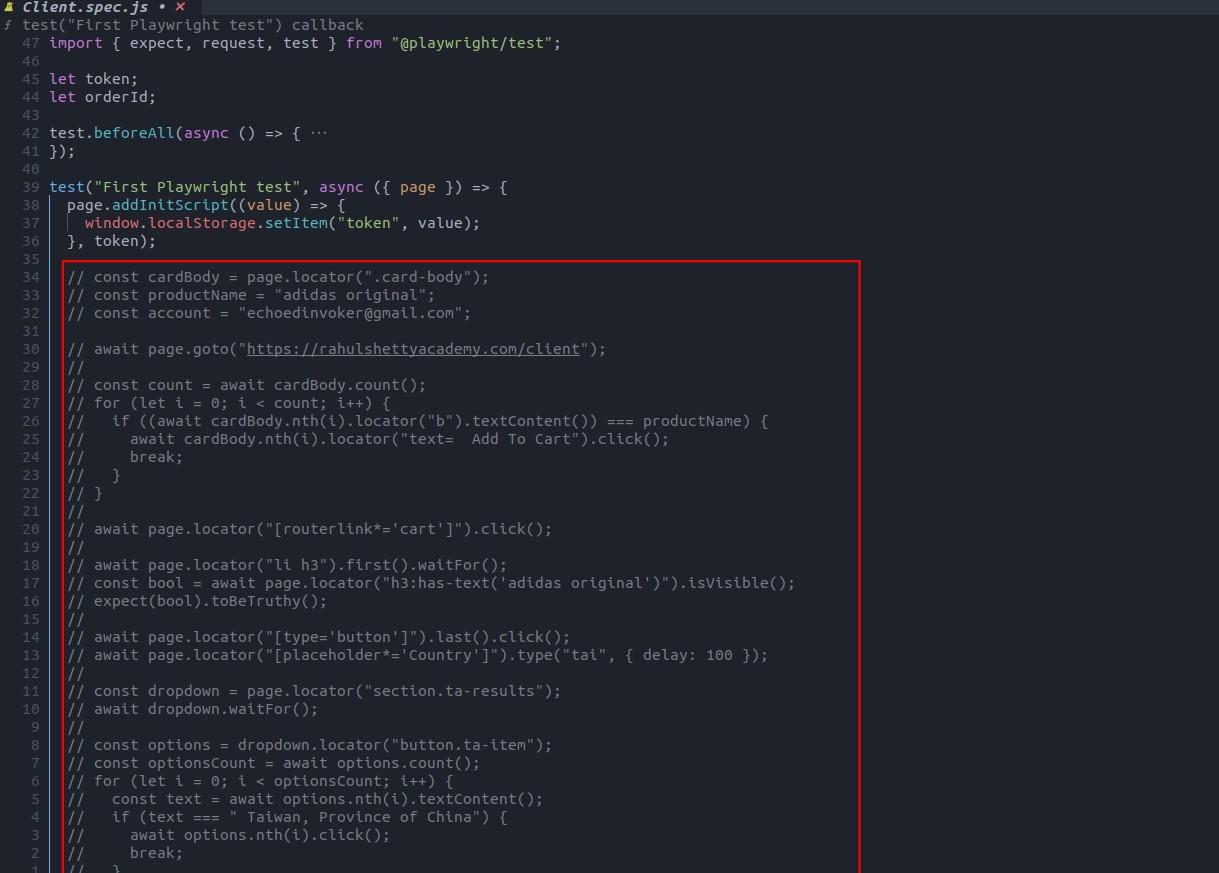 Client.spec.js • ✕
f test("First Playwright test") callback
47 import { expect, request, test } from "@playwright/test";
46
45 let token;
44 let orderId;
43
42 test.beforeAll(async () => { ···
41 });
40
39 test("First Playwright test", async ({ page }) => {
38   page.addInitScript((value) => {
37     window.localStorage.setItem("token", value);
36   }, token);
35
34   // const cardBody = page.locator(".card-body");
33   // const productName = "adidas original";
32   // const account = "echoedinvoker@gmail.com";
31
30   // await page.goto("https://rahulshettyacademy.com/client");
29   //
28   // const count = await cardBody.count();
27   // for (let i = 0; i < count; i++) {
26   //   if ((await cardBody.nth(i).locator("b").textContent()) === productName) {
25   //     await cardBody.nth(i).locator("text=  Add To Cart").click();
24   //     break;
23   //   }
22   // }
21   //
20   // await page.locator("[routerlink*='cart']").click();
19   //
18   // await page.locator("li h3").first().waitFor();
17   // const bool = await page.locator("h3:has-text('adidas original')").isVisible();
16   // expect(bool).toBeTruthy();
15   //
14   // await page.locator("[type='button']").last().click();
13   // await page.locator("[placeholder*='Country']").type("tai", { delay: 100 });
12   //
11   // const dropdown = page.locator("section.ta-results");
10   // await dropdown.waitFor();
9   //
8   // const options = dropdown.locator("button.ta-item");
7   // const optionsCount = await options.count();
6   // for (let i = 0; i < optionsCount; i++) {
5   //   const text = await options.nth(i).textContent();
4   //   if (text === " Taiwan, Province of China") {
3   //     await options.nth(i).click();
2   //     break;
1   //   }